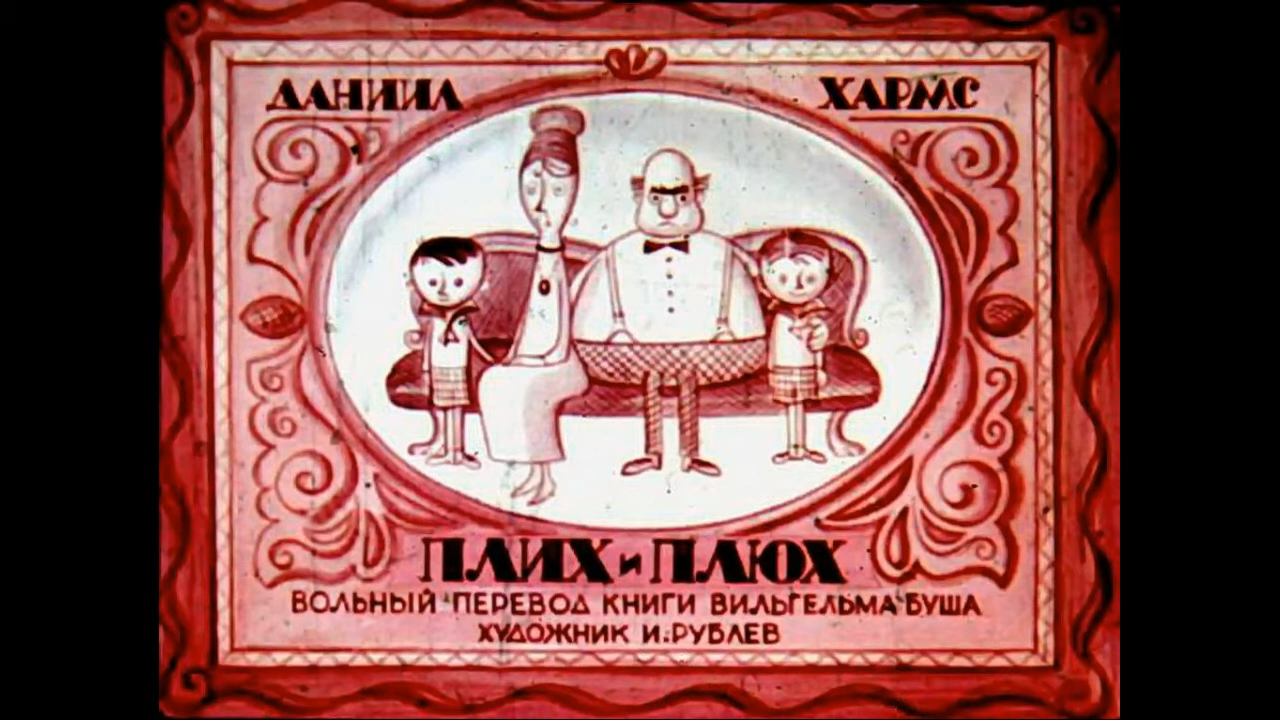 ДАНИИЛ ХАРМС
ПЛИХ и ПЛЮХ
ВОЛЬНЫЙ ПЕРЕВОД КНИГИ ВИЛЬГЕЛЬМА БУША
ХУДОЖНИК И. РУБЛЕВ